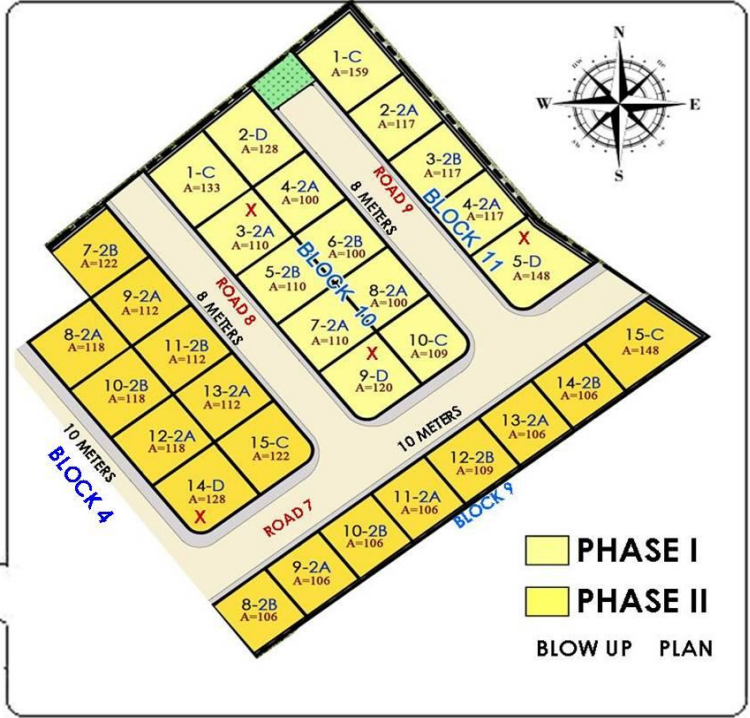 N
W
E
S
1-C
A=159
2-2A
A=117
3-2B
A=117
4-2A
A=117
X
5-D
A=148
BLOCK 11
ROAD 9
8 METERS
2-D
A=128
1-C
A=133
4-2A
A=100
X
3-2A
A=110
6-2B
A=100
5-2B
A=110
8-2A
A=100
7-2A
A=110
10-C
A=109
X
9-D
A=120
BLOCK 10
ROAD 8
8 METERS
7-2B
A=122
9-2A
A=112
8-2A
A=118
11-2B
A=112
10-2B
A=118
13-2A
A=112
12-2A
A=118
15-C
A=122
14-D
A=128
X
10 METERS
BLOCK 4
10 METERS
ROAD 7
15-C
A=148
14-2B
A=106
13-2A
A=106
12-2B
A=109
11-2A
A=106
10-2B
A=106
9-2A
A=106
8-2B
A=106
BLOCK 9
PHASE I
PHASE II
BLOW UP PLAN